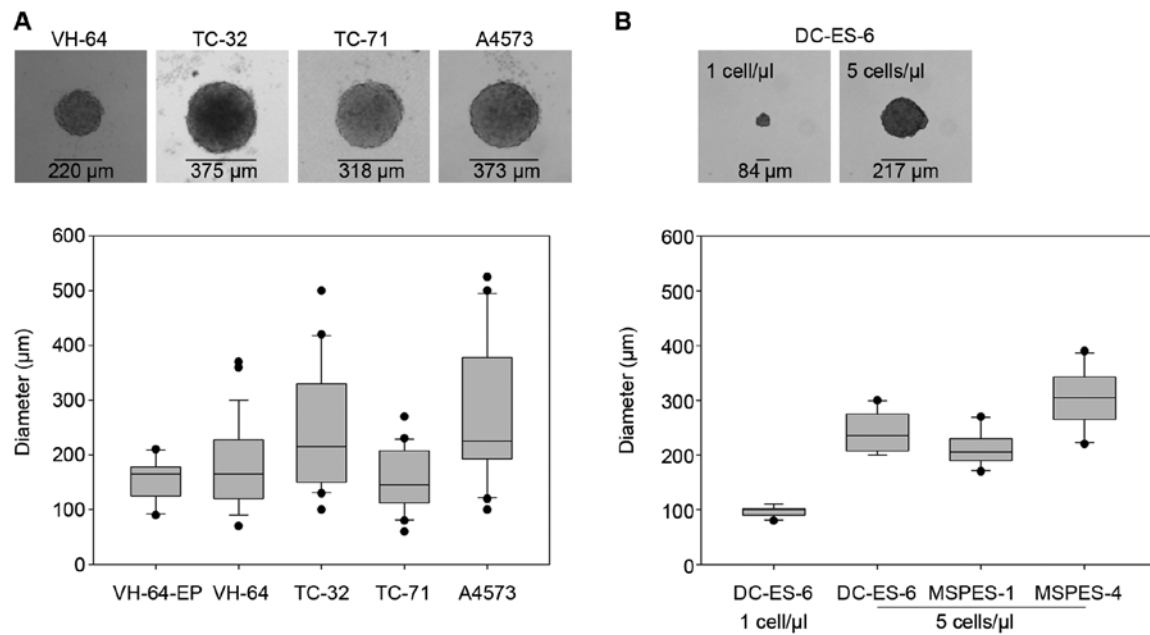 A
VH-64 TC-32 TC-71 A4573
220 µm 375 µm 318 µm 373 µm
600
500
400
300
200
100
0
Diameter (µm)
VH-64-EP VH-64 TC-32 TC-71 A4573
B
DC-ES-6
1 cell/µl 5 cells/µl
84 µm 217 µm
600
500
400
300
200
100
0
Diameter (µm)
DC-ES-6 DC-ES-6 MSPES-1 MSPES-4
1 cell/µl 5 cells/µl